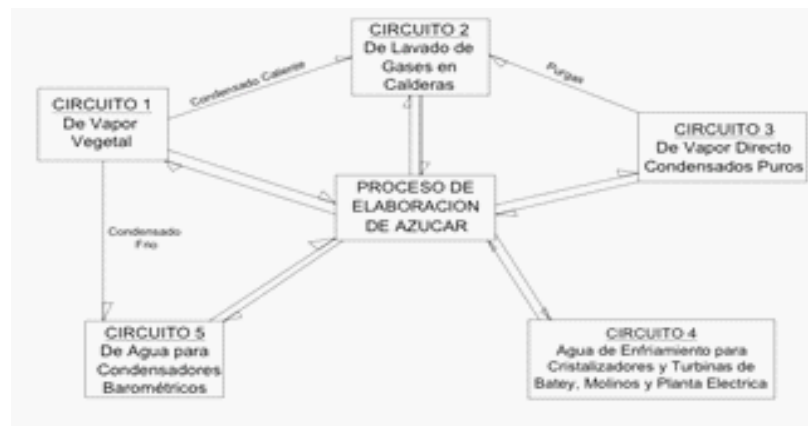 CIRCUITO 2
De Lavado de
Gases en
Calderas
Condensado Caliente
Purgas
CIRCUITO 1
De Vapor
Vegetal
CIRCUITO 3
De Vapor Directo
Condensados Puros
PROCESO DE
ELABORACION
DE AZUCAR
Condensado
Frio
CIRCUITO 5
De Agua para
Condensadores
Barométricos
CIRCUITO 4
Agua de Enfriamiento para
Cristalizadores y Turbinas de
Batey, Molinos y Planta Electrica